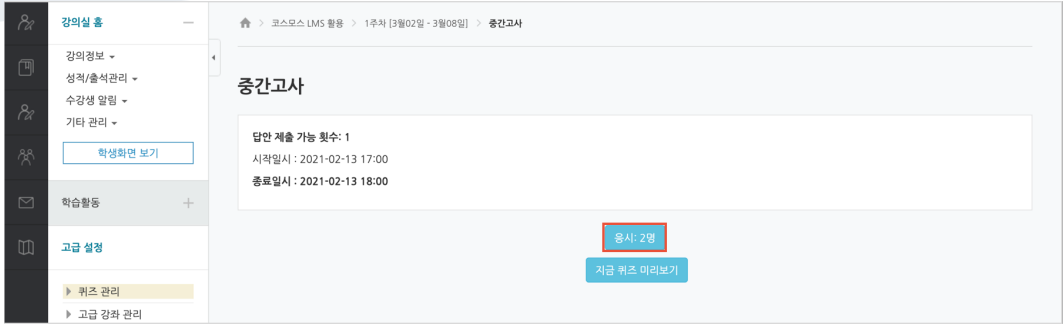 강의실 홈
강의정보
성적/출석관리
수강생 알림
기타 관리
학생화면 보기
학습활동
고급 설정
퀴즈 관리
고급 강좌 관리
코스모스 LMS 활용 > 1주차 [3월02일 - 3월08일] > 중간고사
중간고사
답안 제출 가능 횟수: 1
시작일시 : 2021-02-13 17:00
종료일시 : 2021-02-13 18:00
응시: 2명
지금 퀴즈 미리보기